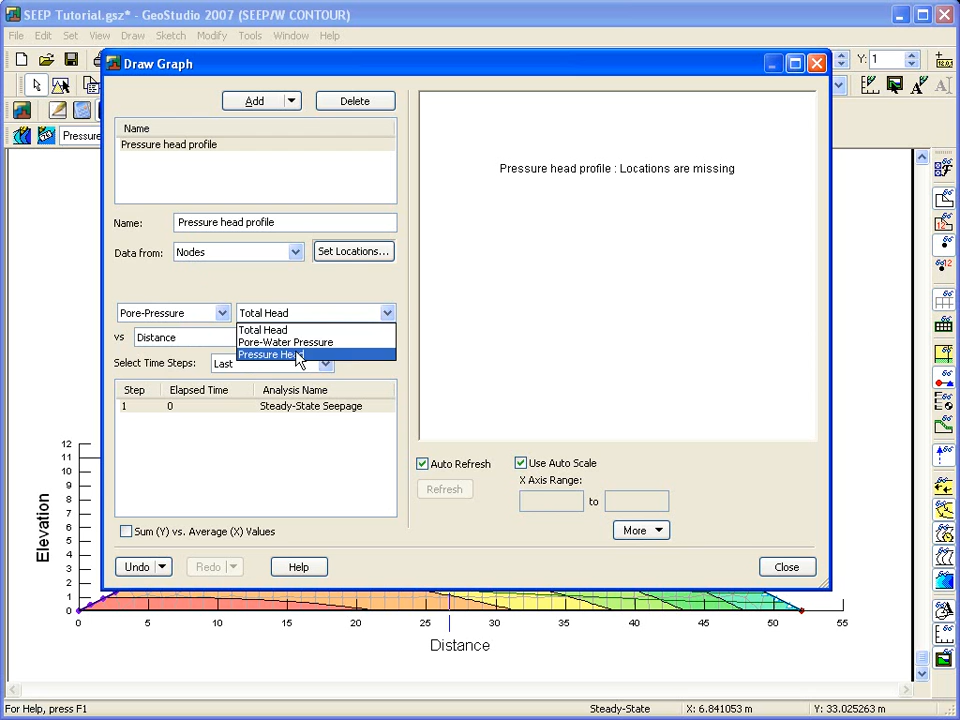 SEEP Tutorial.gsz* - GeoStudio 2007 (SEEP/W CONTOUR)
File Edit Set View Draw Sketch Modify Tools Window Help
Y: 1
Draw Graph
Add Delete
Name
Pressure head profile
Pressure
Pressure head profile : Locations are missing
Name: Pressure head profile
Data from: Nodes Set Locations...
Pore-Pressure Total Head
Total Head
vs Distance
Pore-Water Pressure
Pressure Head
Select Time Steps: Last
Step Elapsed Time Analysis Name
1 0 Steady-State Seepage
Auto Refresh Use Auto Scale
X Axis Range:
Refresh to
Sum (Y) vs. Average (X) Values More
Undo Redo Help Close
12
11
10
9
8
7
6
5
4
3
2
1
0
Elevation
0 5 10 15 20 25 30 35 40 45 50 55
Distance
For Help, press F1 Steady-State X: 6.841053 m Y: 33.025263 m